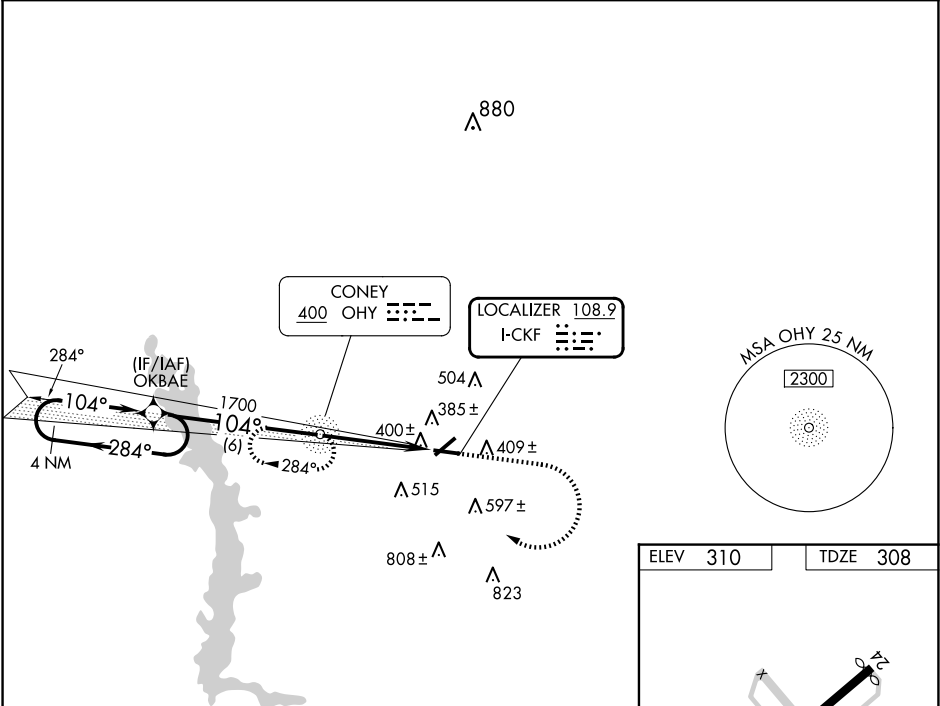 880
CONEY
400 OHY
LOCALIZER 108.9
I-CKF
MSA OHY 25 NM
2300
284°
(IF/IAF)
OKBAE
104°
1700
104°
(6)
284°
4 NM
284°
504
385 ±
400 ±
409 ±
515
597 ±
808 ±
823
ELEV 310
TDZE 308
24
X